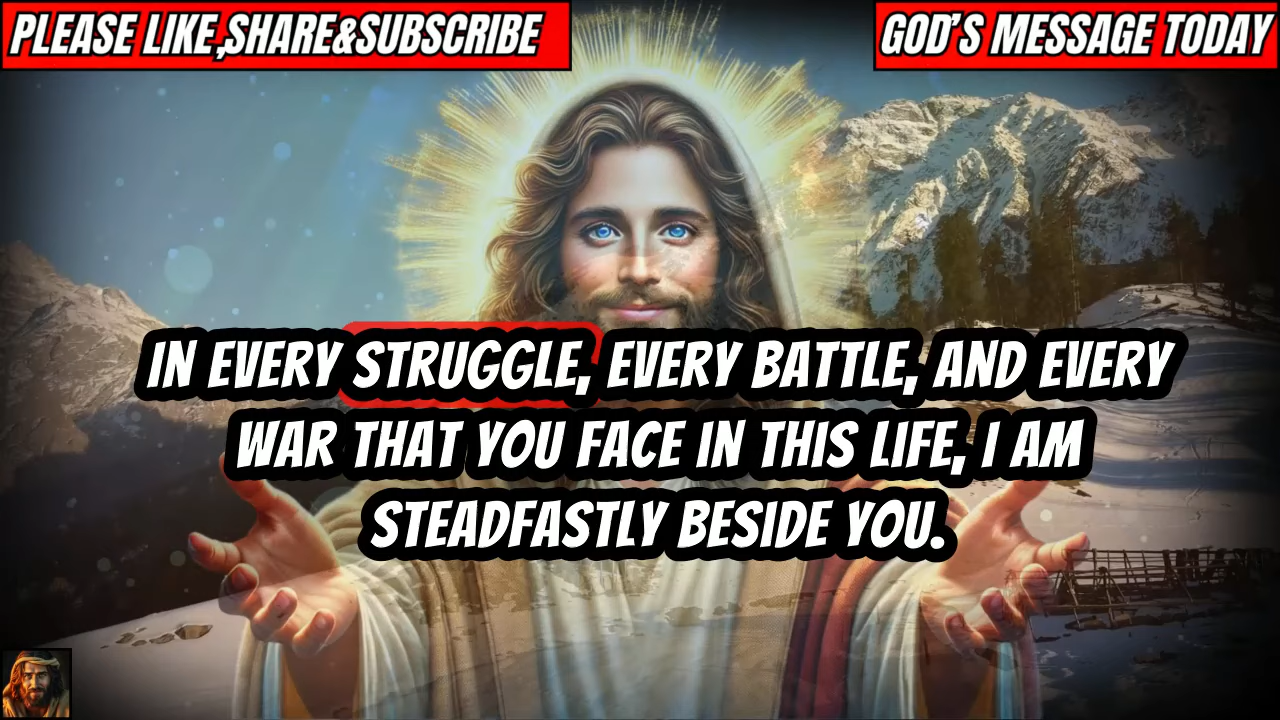 PLEASE LIKE,SHARE&SUBSCRIBE
GOD'S MESSAGE TODAY
IN EVERY STRUGGLE, EVERY BATTLE, AND EVERY
WAR THAT YOU FACE IN THIS LIFE, I AM
STEADFASTLY BESIDE YOU.